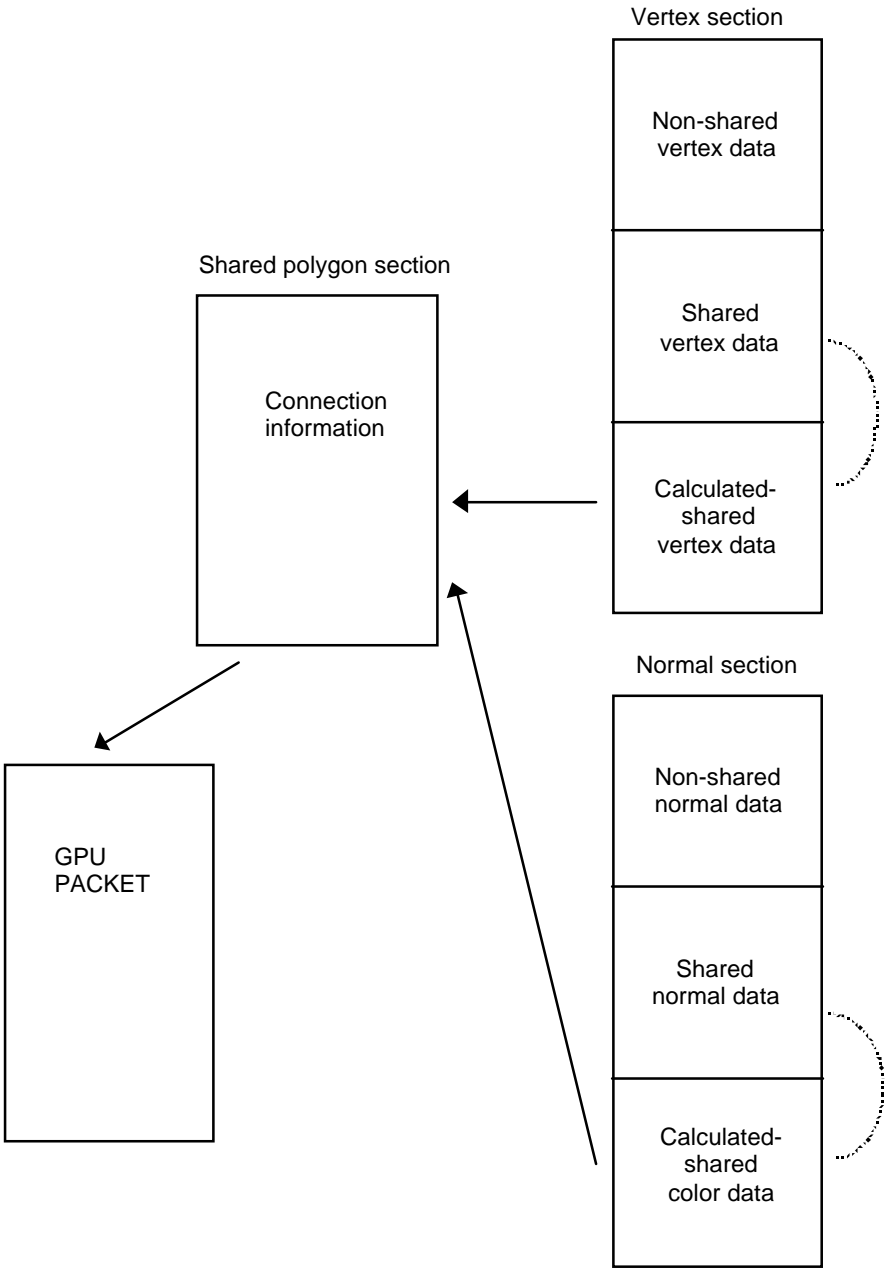 Vertex section
Non-shared
vertex data
Shared
vertex data
Calculated-
shared
vertex data
Shared polygon section
Connection
information
GPU
PACKET
Normal section
Non-shared
normal data
Shared
normal data
Calculated-
shared
color data